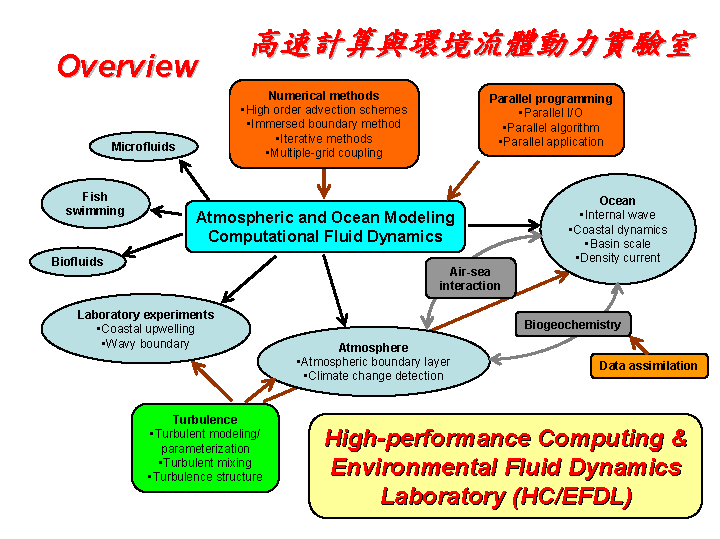 Overview
高速計算與環境流體動力實驗室
Numerical methods
•High order advection schemes
•Immersed boundary method
•Iterative methods
•Multiple-grid coupling
Parallel programming
•Parallel I/O
•Parallel algorithm
•Parallel application
Microfluids
Fish
swimming
Biofluids
Atmospheric and Ocean Modeling
Computational Fluid Dynamics
Ocean
•Internal wave
•Coastal dynamics
•Basin scale
•Density current
Air-sea
interaction
Laboratory experiments
•Coastal upwelling
•Wavy boundary
Biogeochemistry
Atmosphere
•Atmospheric boundary layer
•Climate change detection
Data assimilation
Turbulence
•Turbulent modeling/
parameterization
•Turbulent mixing
•Turbulence structure
High-performance Computing &
Environmental Fluid Dynamics
Laboratory (HC/EFDL)